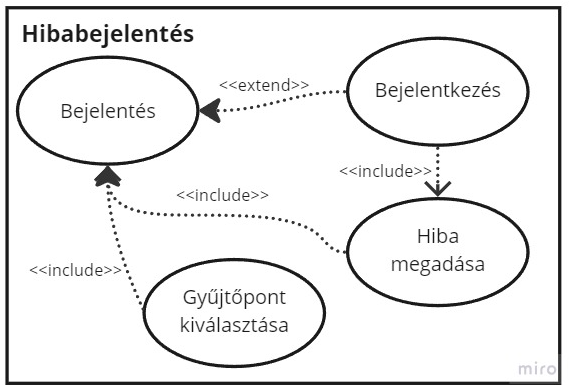 Hibabejelentés
Bejelentés
<<extend>>
Bejelentkezés
<<include>>
<<include>>
Hiba
megadása
<<include>>
Gyűjtőpont
kiválasztása
miro